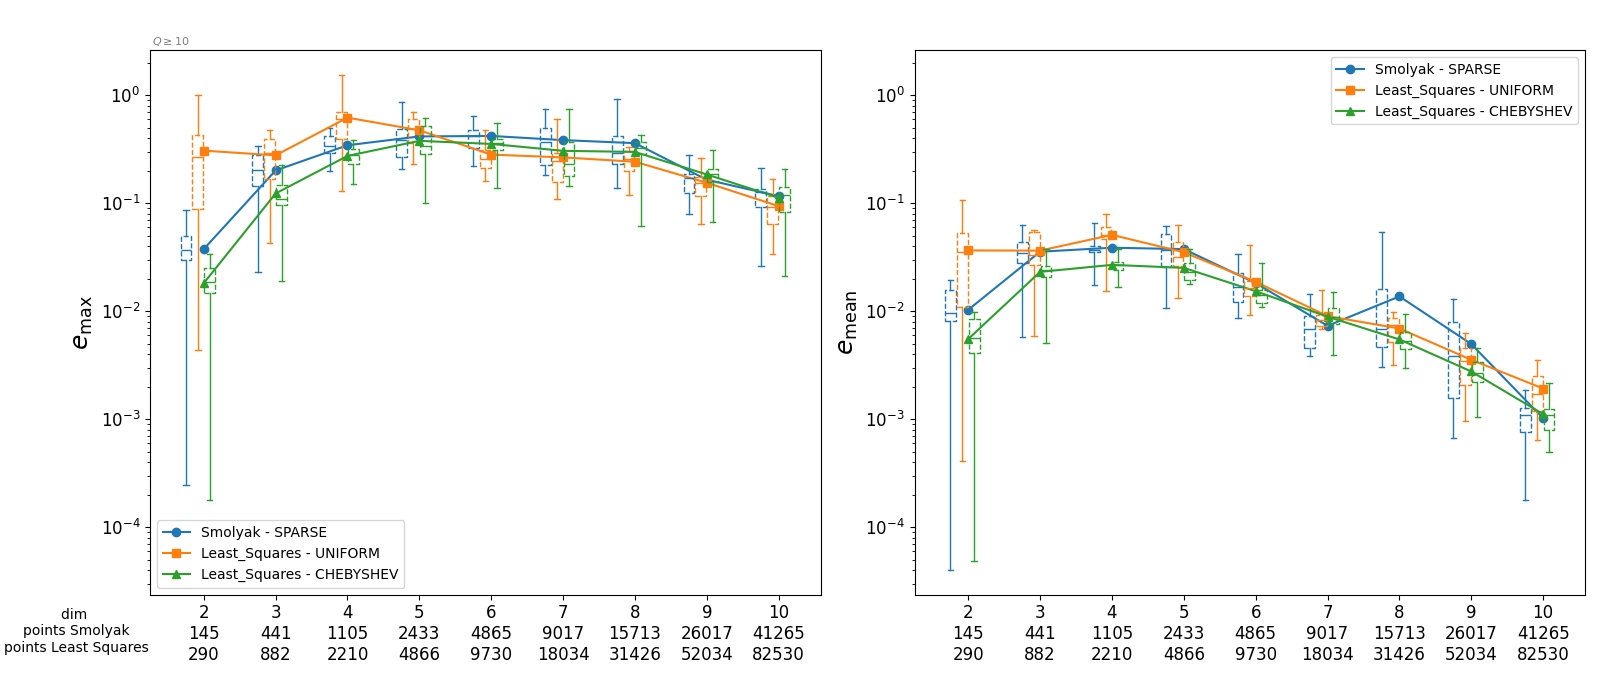 Q ≥ 10
10⁰
10⁻¹
10⁻²
10⁻³
10⁻⁴
e_max
Smolyak - SPARSE
Least_Squares - UNIFORM
Least_Squares - CHEBYSHEV
dim 2 3 4 5 6 7 8 9 10
points Smolyak 145 441 1105 2433 4865 9017 15713 26017 41265
points Least Squares 290 882 2210 4866 9730 18034 31426 52034 82530
10⁰
10⁻¹
10⁻²
10⁻³
10⁻⁴
e_mean
Smolyak - SPARSE
Least_Squares - UNIFORM
Least_Squares - CHEBYSHEV
2 3 4 5 6 7 8 9 10
145 441 1105 2433 4865 9017 15713 26017 41265
290 882 2210 4866 9730 18034 31426 52034 82530